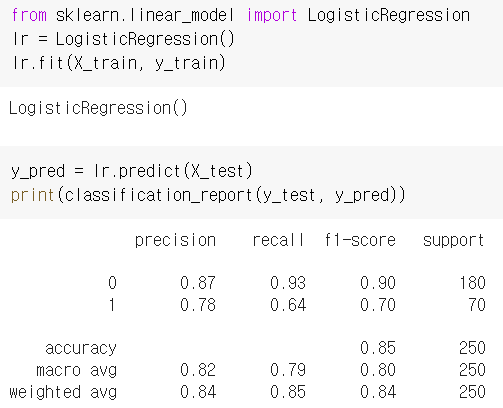 from sklearn.linear_model import LogisticRegression
lr = LogisticRegression()
lr.fit(X_train, y_train)
LogisticRegression()
y_pred = lr.predict(X_test)
print(classification_report(y_test, y_pred))
precision recall f1-score support
0 0.87 0.93 0.90 180
1 0.78 0.64 0.70 70
accuracy 0.85 250
macro avg 0.82 0.79 0.80 250
weighted avg 0.84 0.85 0.84 250